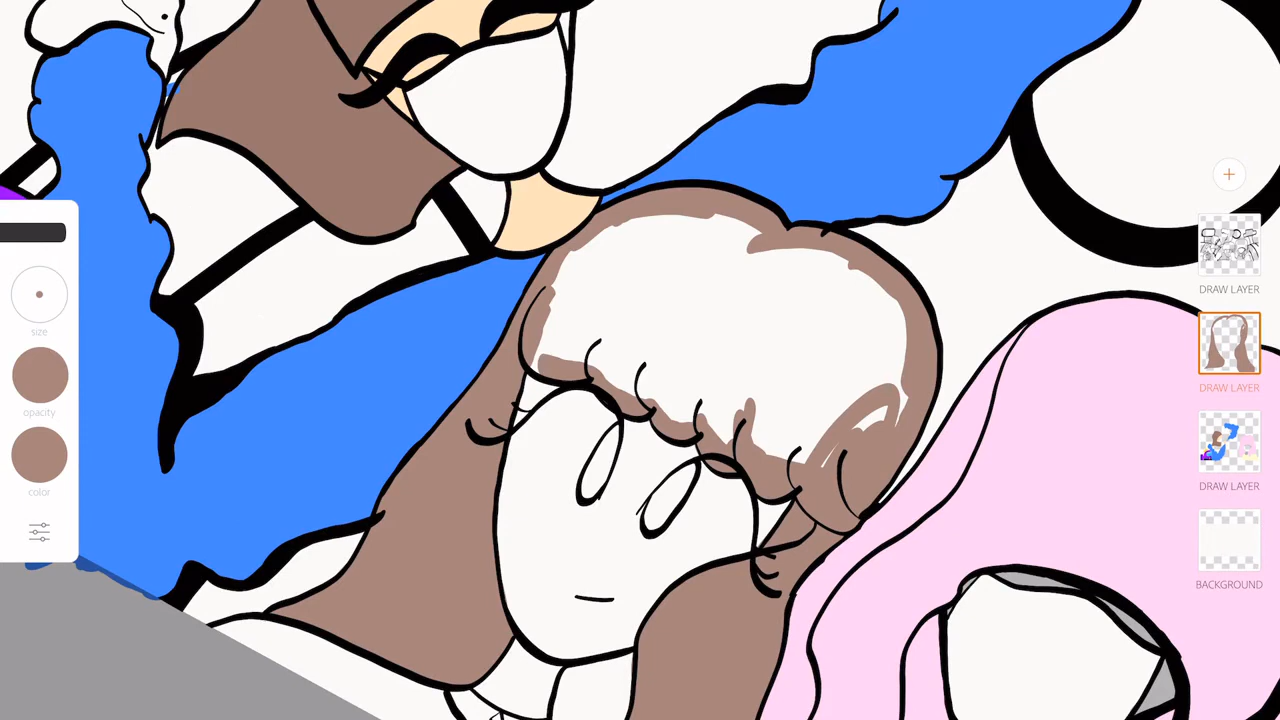 size
opacity
color
DRAW LAYER
DRAW LAYER
DRAW LAYER
BACKGROUND